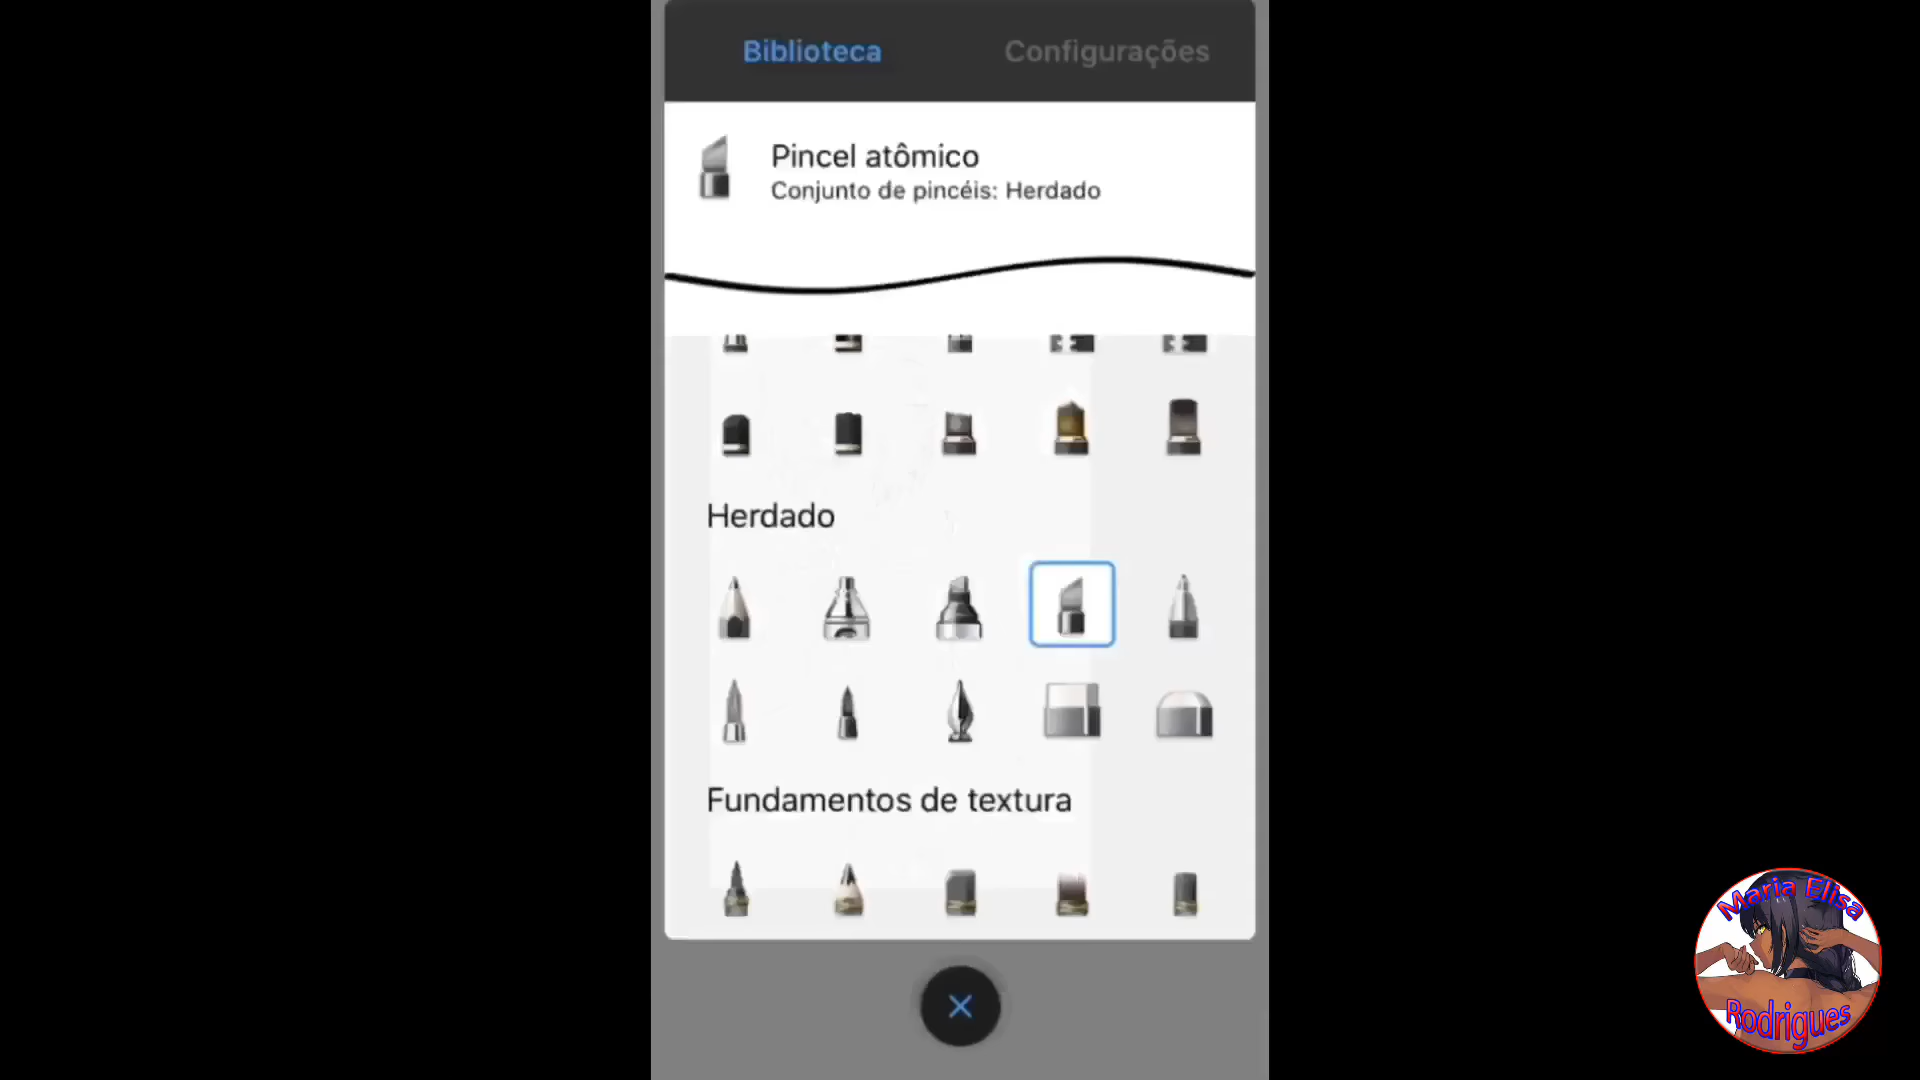 Biblioteca
Configurações
Pincel atômico
Conjunto de pincéis: Herdado
Herdado
Fundamentos de textura
Maria Elisa
Rodrigues